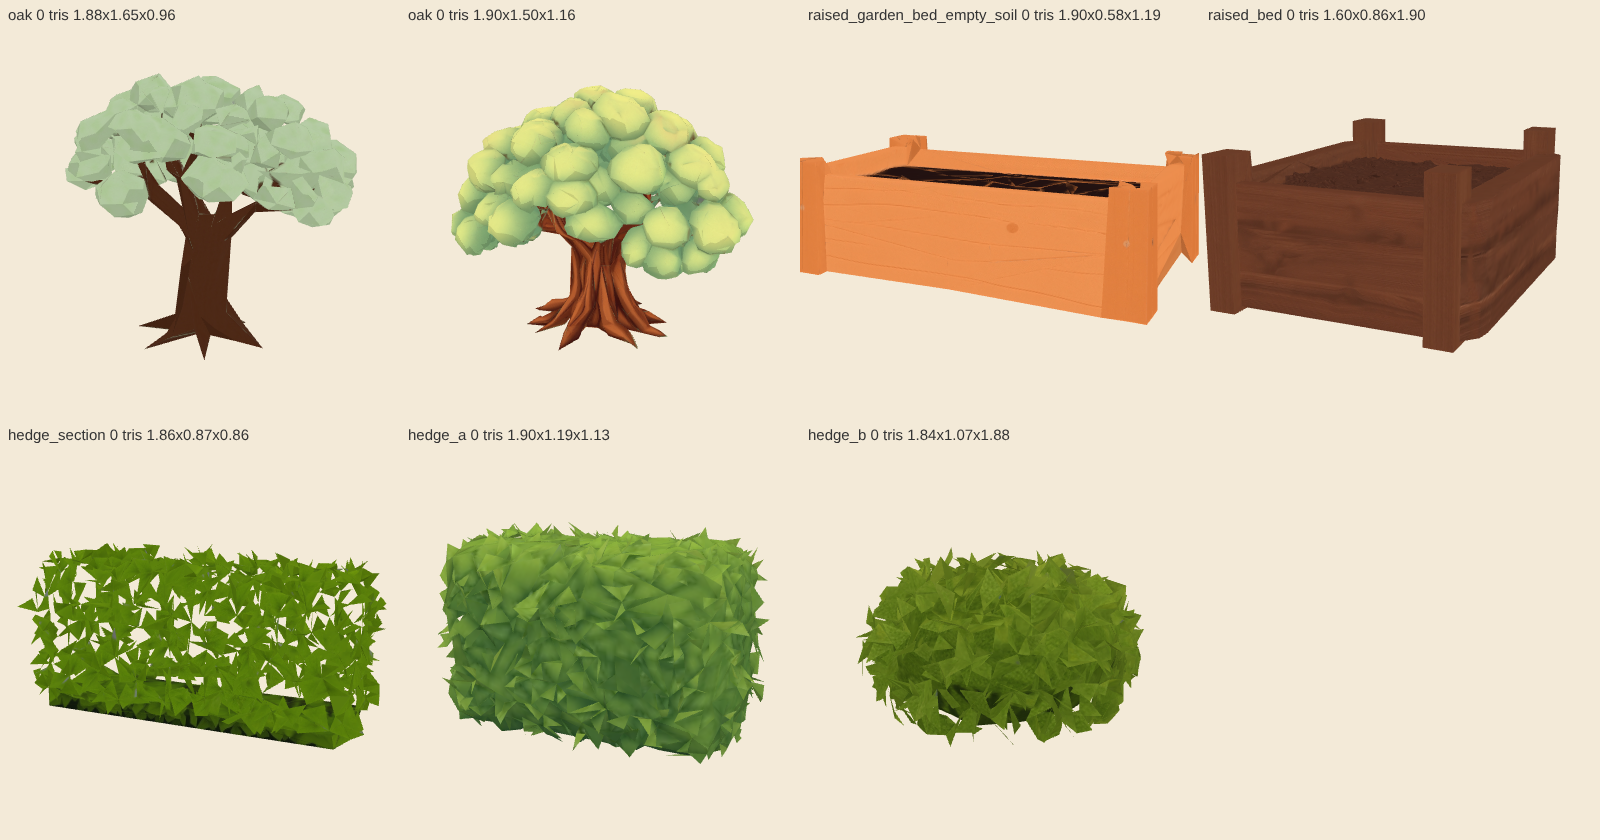 oak 0 tris 1.88x1.65x0.96
oak 0 tris 1.90x1.50x1.16
raised_garden_bed_empty_soil 0 tris 1.90x0.58x1.19
raised_bed 0 tris 1.60x0.86x1.90
hedge_section 0 tris 1.86x0.87x0.86
hedge_a 0 tris 1.90x1.19x1.13
hedge_b 0 tris 1.84x1.07x1.88